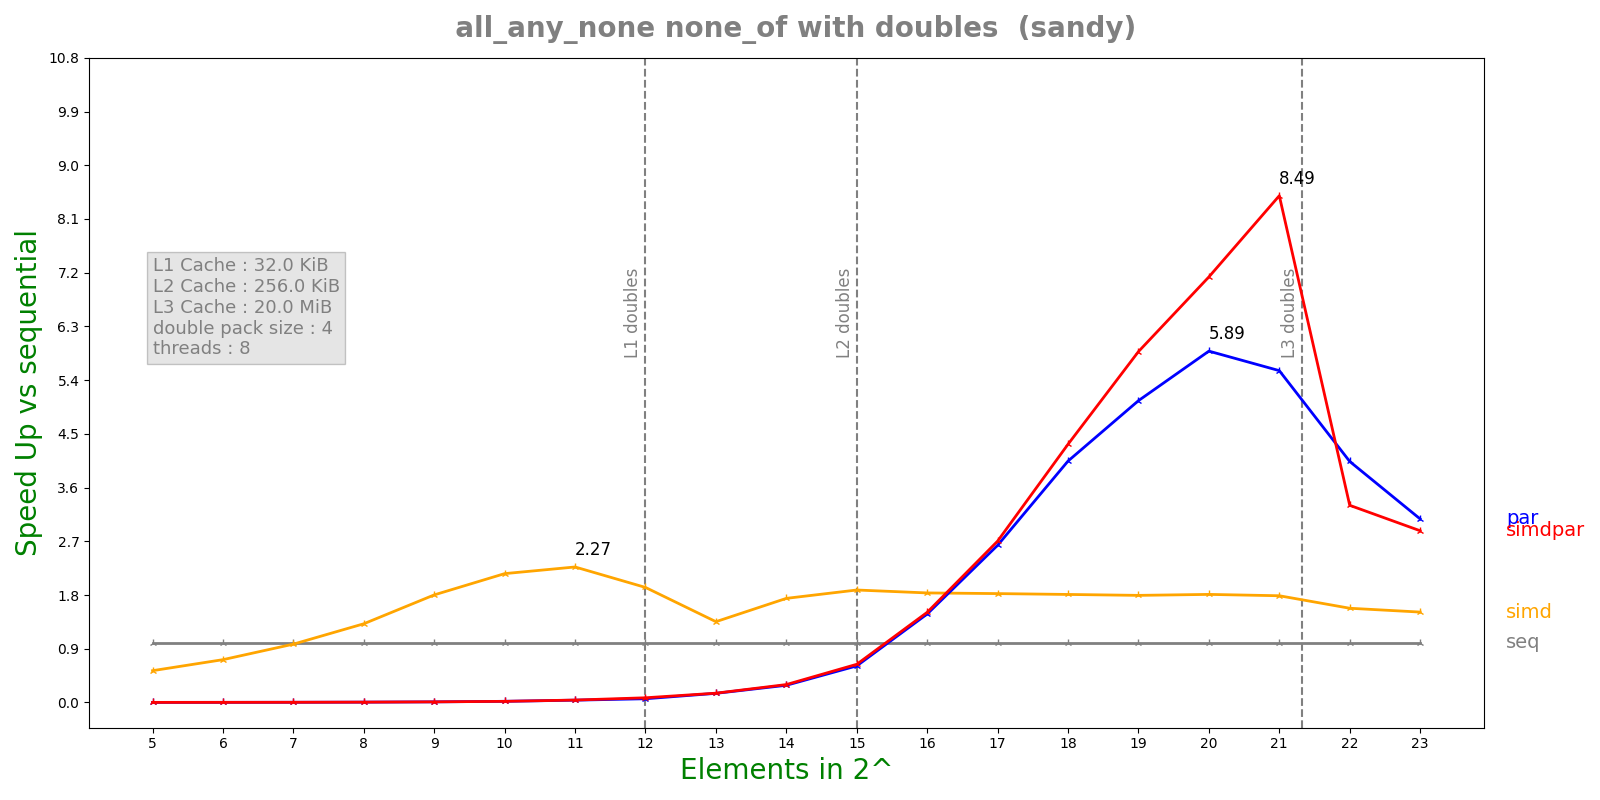 all_any_none none_of with doubles (sandy)
Speed Up vs sequential
10.8
9.9
9.0
8.1
7.2
6.3
5.4
4.5
3.6
2.7
1.8
0.9
0.0
L1 Cache : 32.0 KiB
L2 Cache : 256.0 KiB
L3 Cache : 20.0 MiB
double pack size : 4
threads : 8
L1 doubles
L2 doubles
L3 doubles
2.27
5.89
8.49
par
simdpar
simd
seq
5 6 7 8 9 10 11 12 13 14 15 16 17 18 19 20 21 22 23
Elements in 2^